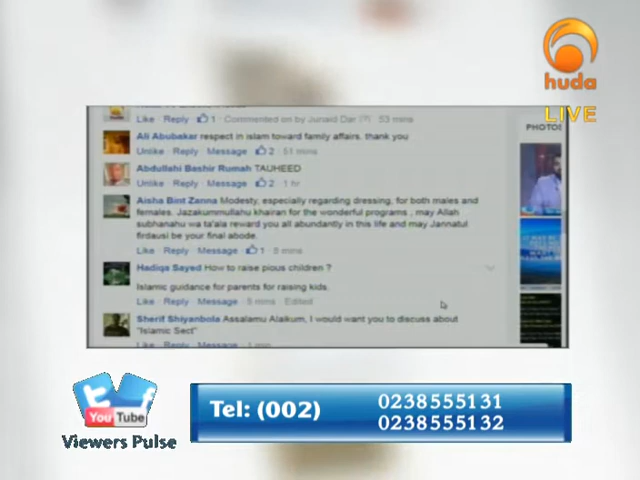 huda
LIVE
PHOTOS
Like · Reply · 1 · Commented on by Junaid Dar · 53 mins
Ali Abubakar respect in islam toward family affairs. thank you
Unlike · Reply · Message · 2 · 51 mins
Abdullahi Bashir Rumah TAUHEED
Unlike · Reply · Message · 2 · 1 hr
Aisha Bint Zanna Modesty, especially regarding dressing, for both males and
females. Jazakummullahu khairan for the wonderful programs , may Allah
subhanahu wa ta'ala reward you all abundantly in this life and may Jannatul
firdausi be your final abode.
Like · Reply · Message · 1 · 8 mins
Hadiqa Sayed How to raise pious children ?
Islamic guidance for parents for raising kids.
Like · Reply · Message · 5 mins · Edited
Sherif Shiyanbola Assalamu Alaikum, I would want you to discuss about
"Islamic Sect"
Like · Reply · Message · 1 min
You Tube
Viewers Pulse
Tel: (002)
0238555131
0238555132